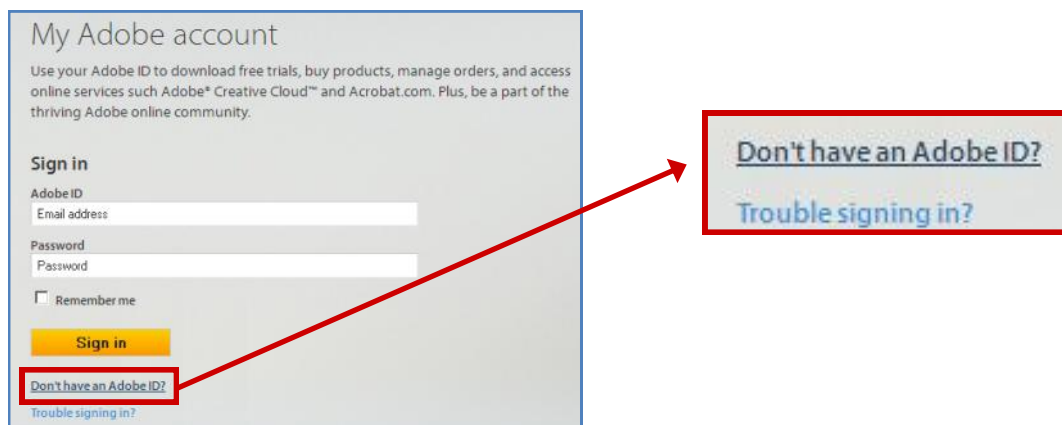 My Adobe account
Use your Adobe ID to download free trials, buy products, manage orders, and access
online services such Adobe® Creative Cloud™ and Acrobat.com. Plus, be a part of the
thriving Adobe online community.
Sign in
Adobe ID
Email address
Password
Password
Remember me
Sign in
Don't have an Adobe ID?
Trouble signing in?
Don't have an Adobe ID?
Trouble signing in?